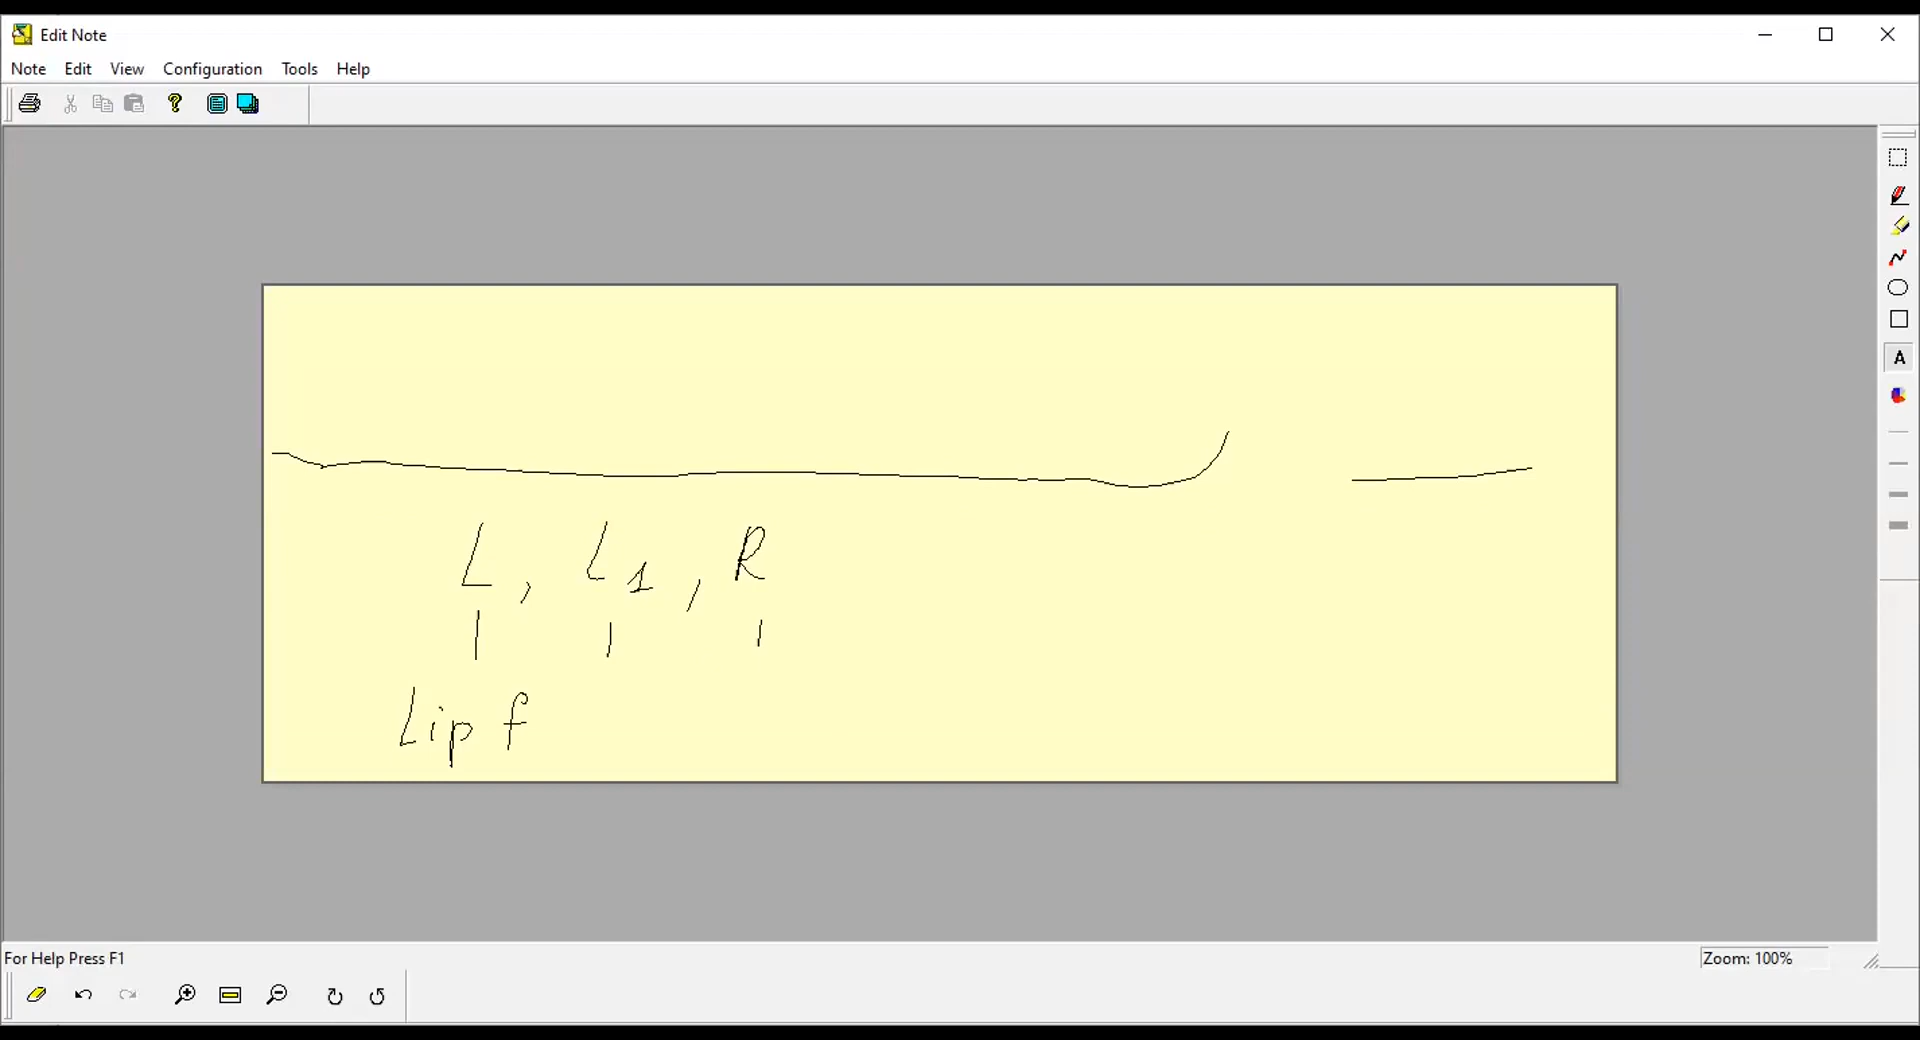 Edit Note
Note Edit View Configuration Tools Help
A
L, L1, R
Lip f
For Help Press F1
Zoom: 100%